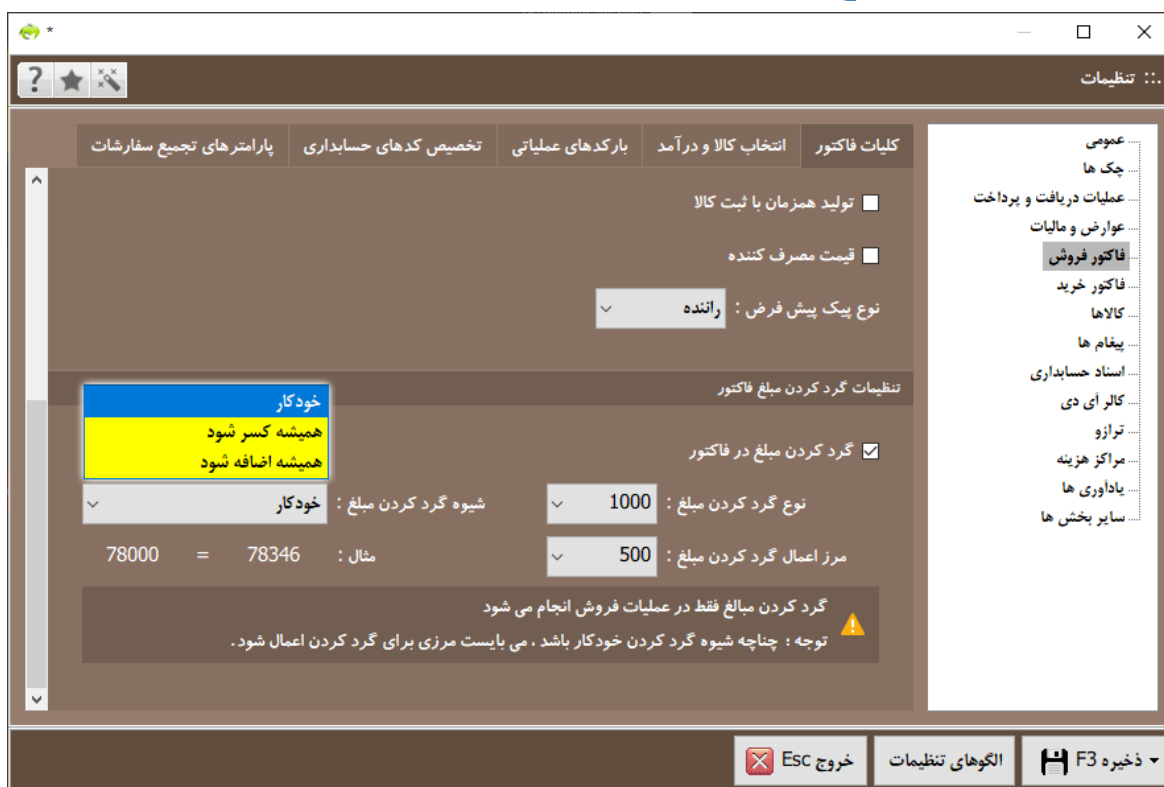 *
.:: تنظیمات
?
عمومی
چک ها
عملیات دریافت و پرداخت
عوارض و مالیات
فاکتور فروش
فاکتور خرید
کالاها
پیغام ها
اسناد حسابداری
کالر آی دی
ترازو
مراکز هزینه
یادآوری ها
سایر بخش ها
کلیات فاکتور انتخاب کالا و درآمد بارکدهای عملیاتی تخصیص کدهای حسابداری پارامترهای تجمیع سفارشات
تولید همزمان با ثبت کالا
قیمت مصرف کننده
نوع پیک پیش فرض : راننده
تنظیمات گرد کردن مبلغ فاکتور
خودکار
همیشه کسر شود
همیشه اضافه شود
گرد کردن مبلغ در فاکتور
نوع گرد کردن مبلغ : 1000 شیوه گرد کردن مبلغ : خودکار
مرز اعمال گرد کردن مبلغ : 500 مثال : 78346 = 78000
گرد کردن مبالغ فقط در عملیات فروش انجام می شود
توجه ؛ چناچه شیوه گرد کردن خودکار باشد ، می بایست مرزی برای گرد کردن اعمال شود .
ذخیره F3 الگوهای تنظیمات خروج Esc